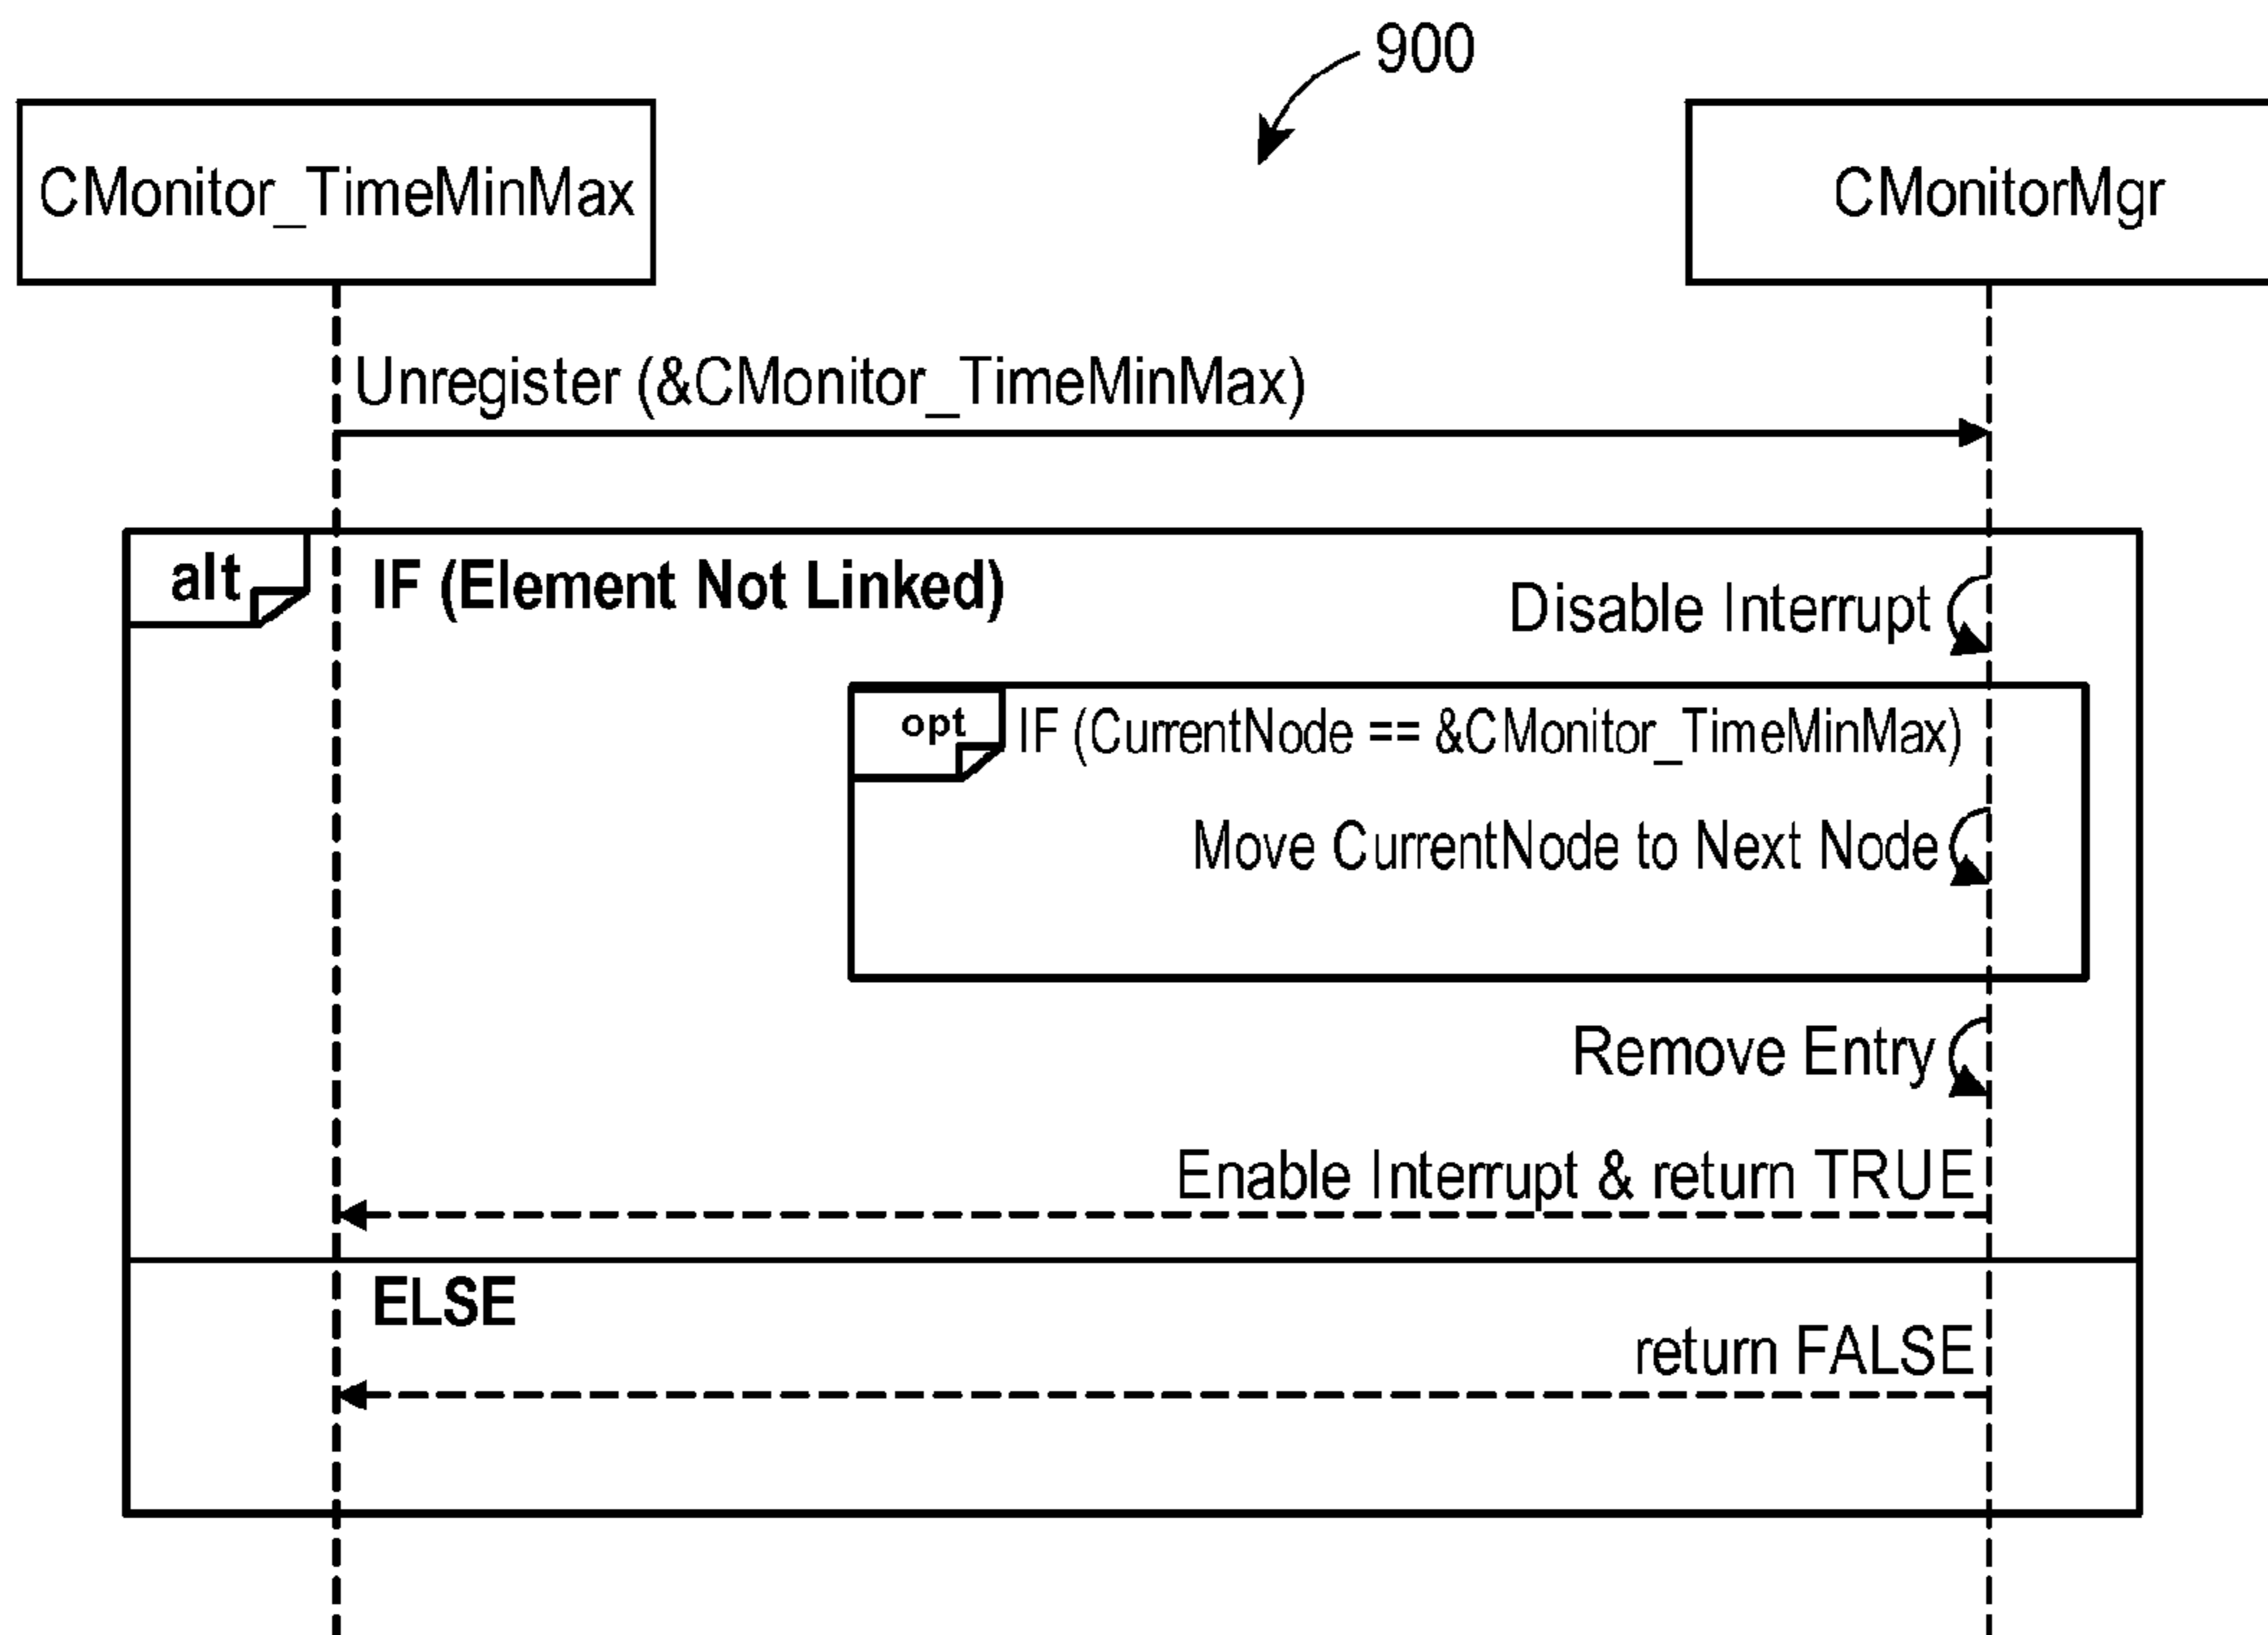 900
CMonitor_TimeMinMax
CMonitorMgr
Unregister (&CMonitor_TimeMinMax)
alt
IF (Element Not Linked)
Disable Interrupt
opt
IF (CurrentNode == &CMonitor_TimeMinMax)
Move CurrentNode to Next Node
Remove Entry
Enable Interrupt & return TRUE
ELSE
return FALSE